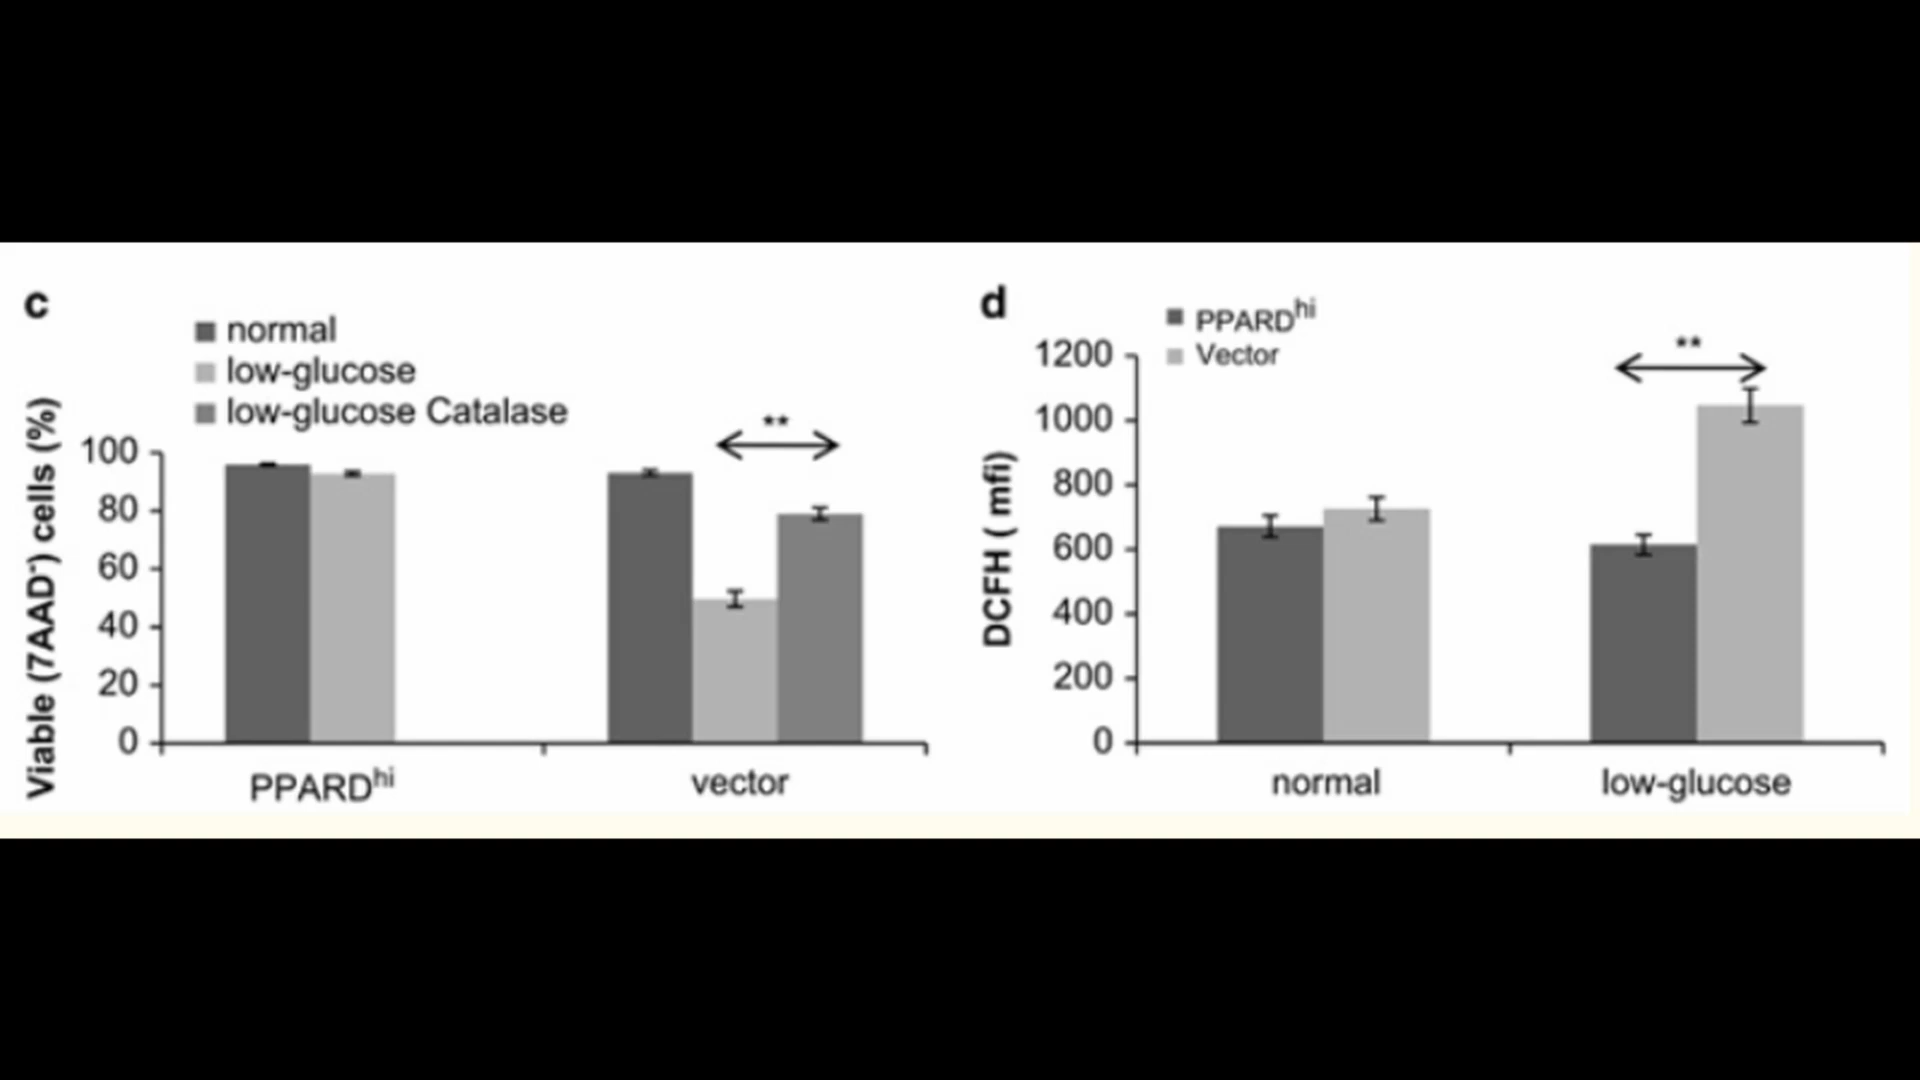 c
normal
low-glucose
low-glucose Catalase
**
Viable (7AAD⁻) cells (%)
100
80
60
40
20
0
PPARDʰⁱ
vector
d
PPARDʰⁱ
Vector
**
DCFH ( mfi)
1200
1000
800
600
400
200
0
normal
low-glucose